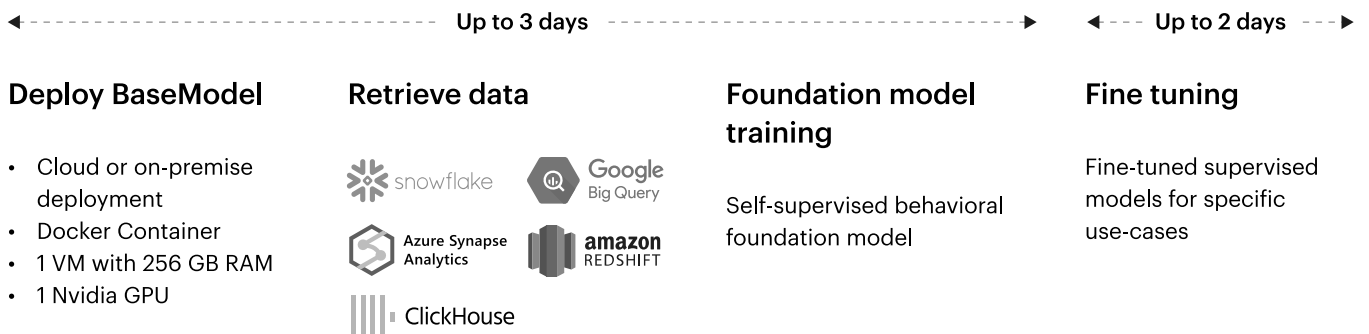 Up to 3 days
Up to 2 days
Deploy BaseModel
• Cloud or on-premise
deployment
• Docker Container
• 1 VM with 256 GB RAM
• 1 Nvidia GPU
Retrieve data
snowflake
Google
Big Query
Azure Synapse
Analytics
amazon
REDSHIFT
ClickHouse
Foundation model
training
Self-supervised behavioral
foundation model
Fine tuning
Fine-tuned supervised
models for specific
use-cases